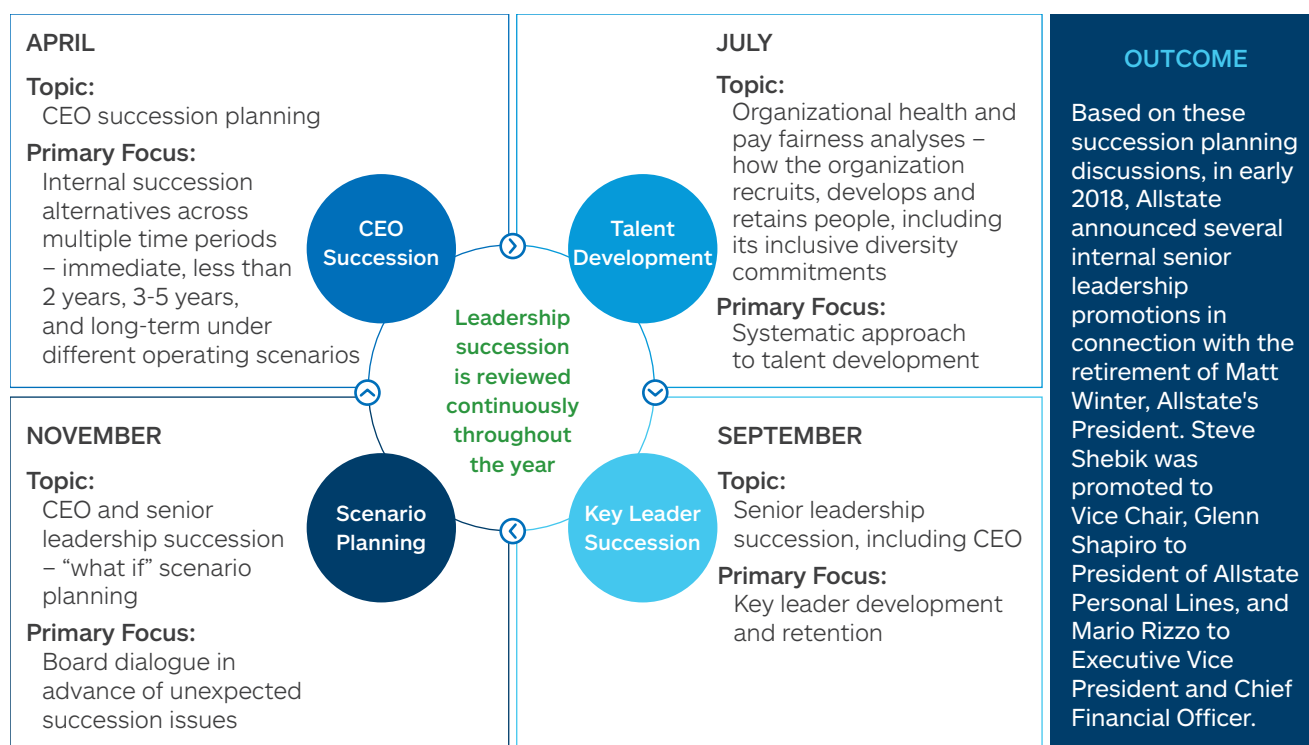 APRIL
Topic:
CEO succession planning
Primary Focus:
Internal succession
alternatives across
multiple time periods
– immediate, less than
2 years, 3-5 years,
and long-term under
different operating scenarios
CEO
Succession
JULY
Topic:
Organizational health and
pay fairness analyses –
how the organization
recruits, develops and
retains people, including
its inclusive diversity
commitments
Primary Focus:
Systematic approach
to talent development
Talent
Development
Leadership
succession
is reviewed
continuously
throughout
the year
NOVEMBER
Topic:
CEO and senior
leadership succession
– “what if” scenario
planning
Primary Focus:
Board dialogue in
advance of unexpected
succession issues
Scenario
Planning
Key Leader
Succession
SEPTEMBER
Topic:
Senior leadership
succession, including CEO
Primary Focus:
Key leader development
and retention
OUTCOME
Based on these
succession planning
discussions, in early
2018, Allstate
announced several
internal senior
leadership
promotions in
connection with the
retirement of Matt
Winter, Allstate's
President. Steve
Shebik was
promoted to
Vice Chair, Glenn
Shapiro to
President of Allstate
Personal Lines, and
Mario Rizzo to
Executive Vice
President and Chief
Financial Officer.